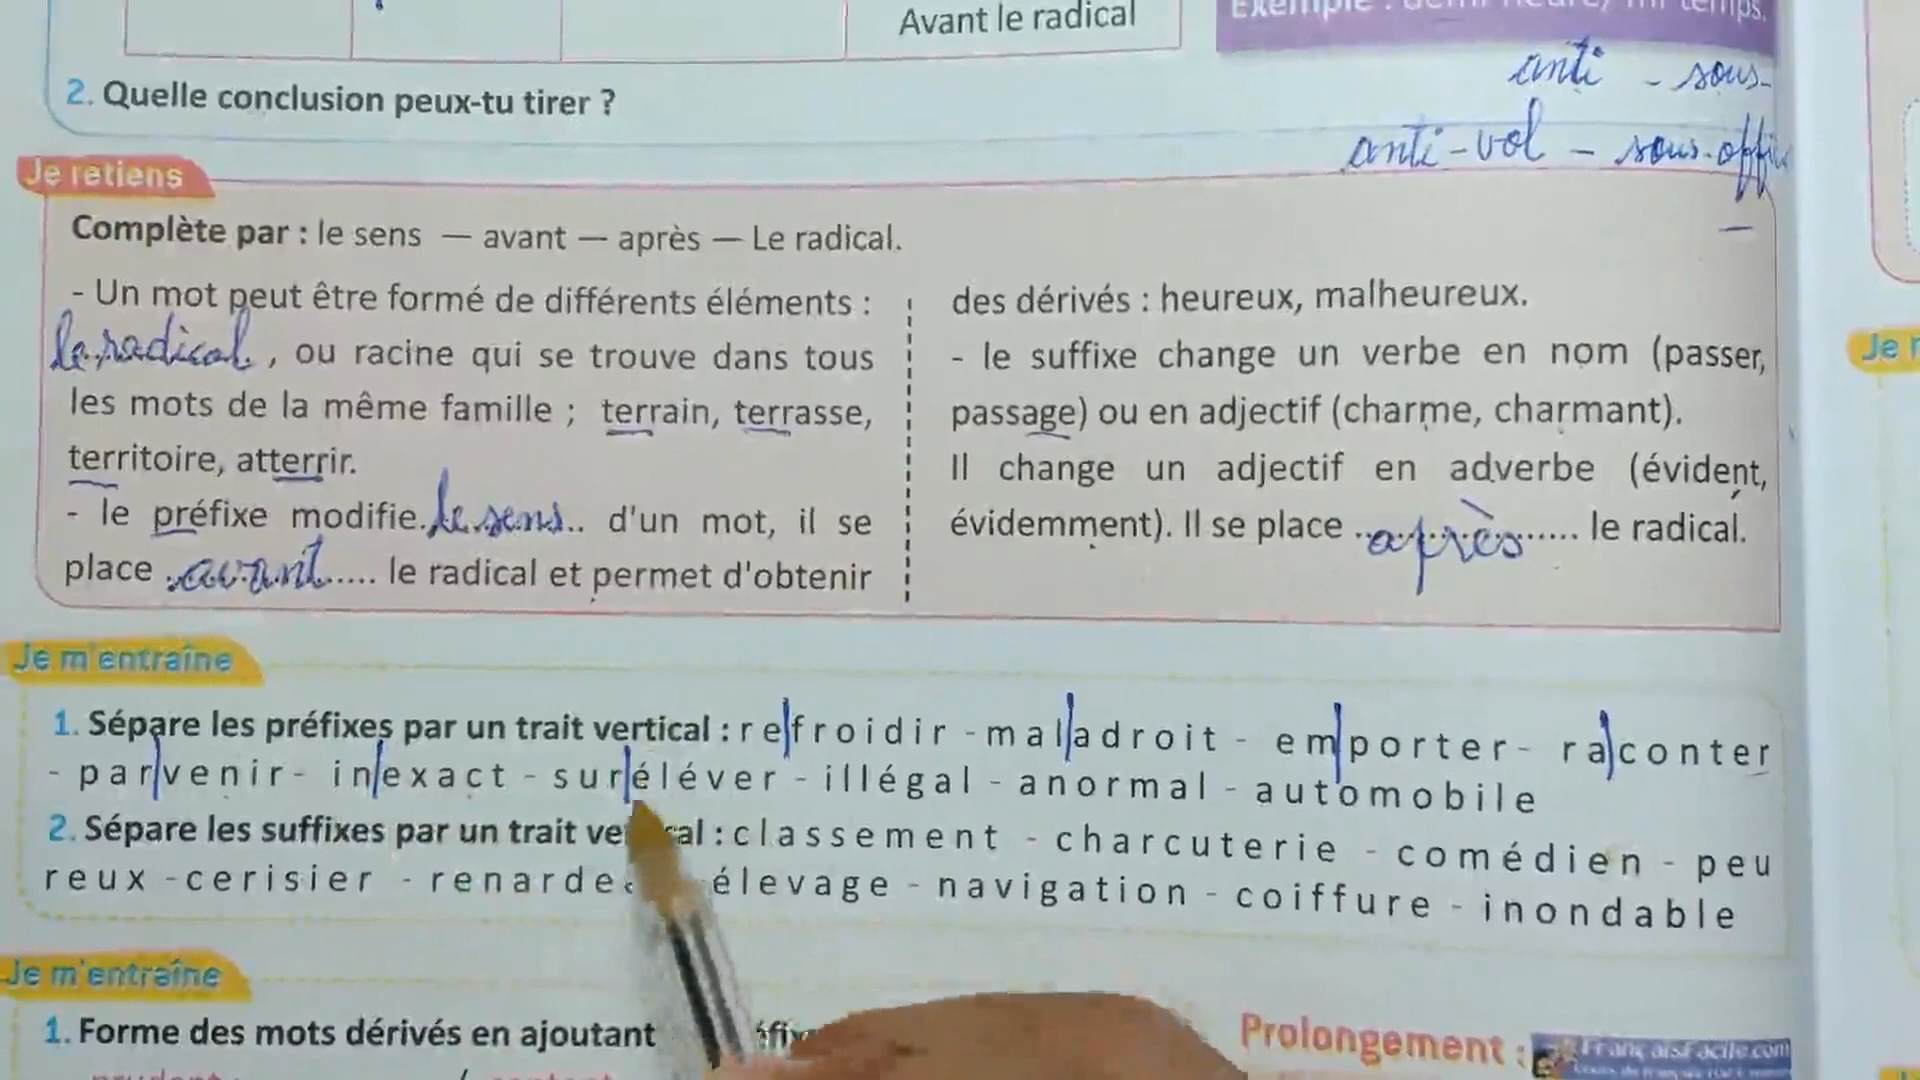 Avant le radical
temps.
anti - sous-
2. Quelle conclusion peux-tu tirer ?
anti-vol - sous-offi
Je retiens
Complète par : le sens — avant — après — Le radical.
- Un mot peut être formé de différents éléments :
le radical, ou racine qui se trouve dans tous
les mots de la même famille ; terrain, terrasse,
territoire, atterrir.
- le préfixe modifie le sens d'un mot, il se
place avant le radical et permet d'obtenir
des dérivés : heureux, malheureux.
- le suffixe change un verbe en nom (passer,
passage) ou en adjectif (charme, charmant).
Il change un adjectif en adverbe (évident,
évidemment). Il se place après le radical.
Je m'entraîne
1. Sépare les préfixes par un trait vertical : re|froidir - mal|adroit - em|porter - ra|conter
- par|venir - in|exact - sur|éléver - illégal - anormal - automobile
2. Sépare les suffixes par un trait ve al : classement - charcuterie - comédien - peu
reux - cerisier - renarde élevage - navigation - coiffure - inondable
Je m'entraîne
1. Forme des mots dérivés en ajoutant
Prolongement :
FrançaisFacile.com
Je r